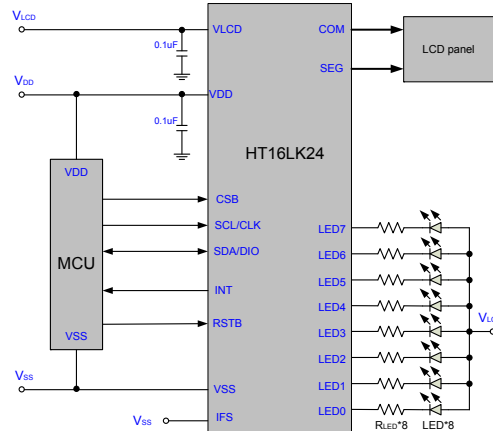 VLCD
VLCD
COM
LCD panel
0.1uF
SEG
VDD
VDD
0.1uF
HT16LK24
VDD
CSB
SCL/CLK
LED7
MCU
SDA/DIO
LED6
LED5
INT
LED4
RSTB
LED3
VSS
LED2
VSS
VSS
LED1
VSS
IFS
LED0
RLED*8
LED*8